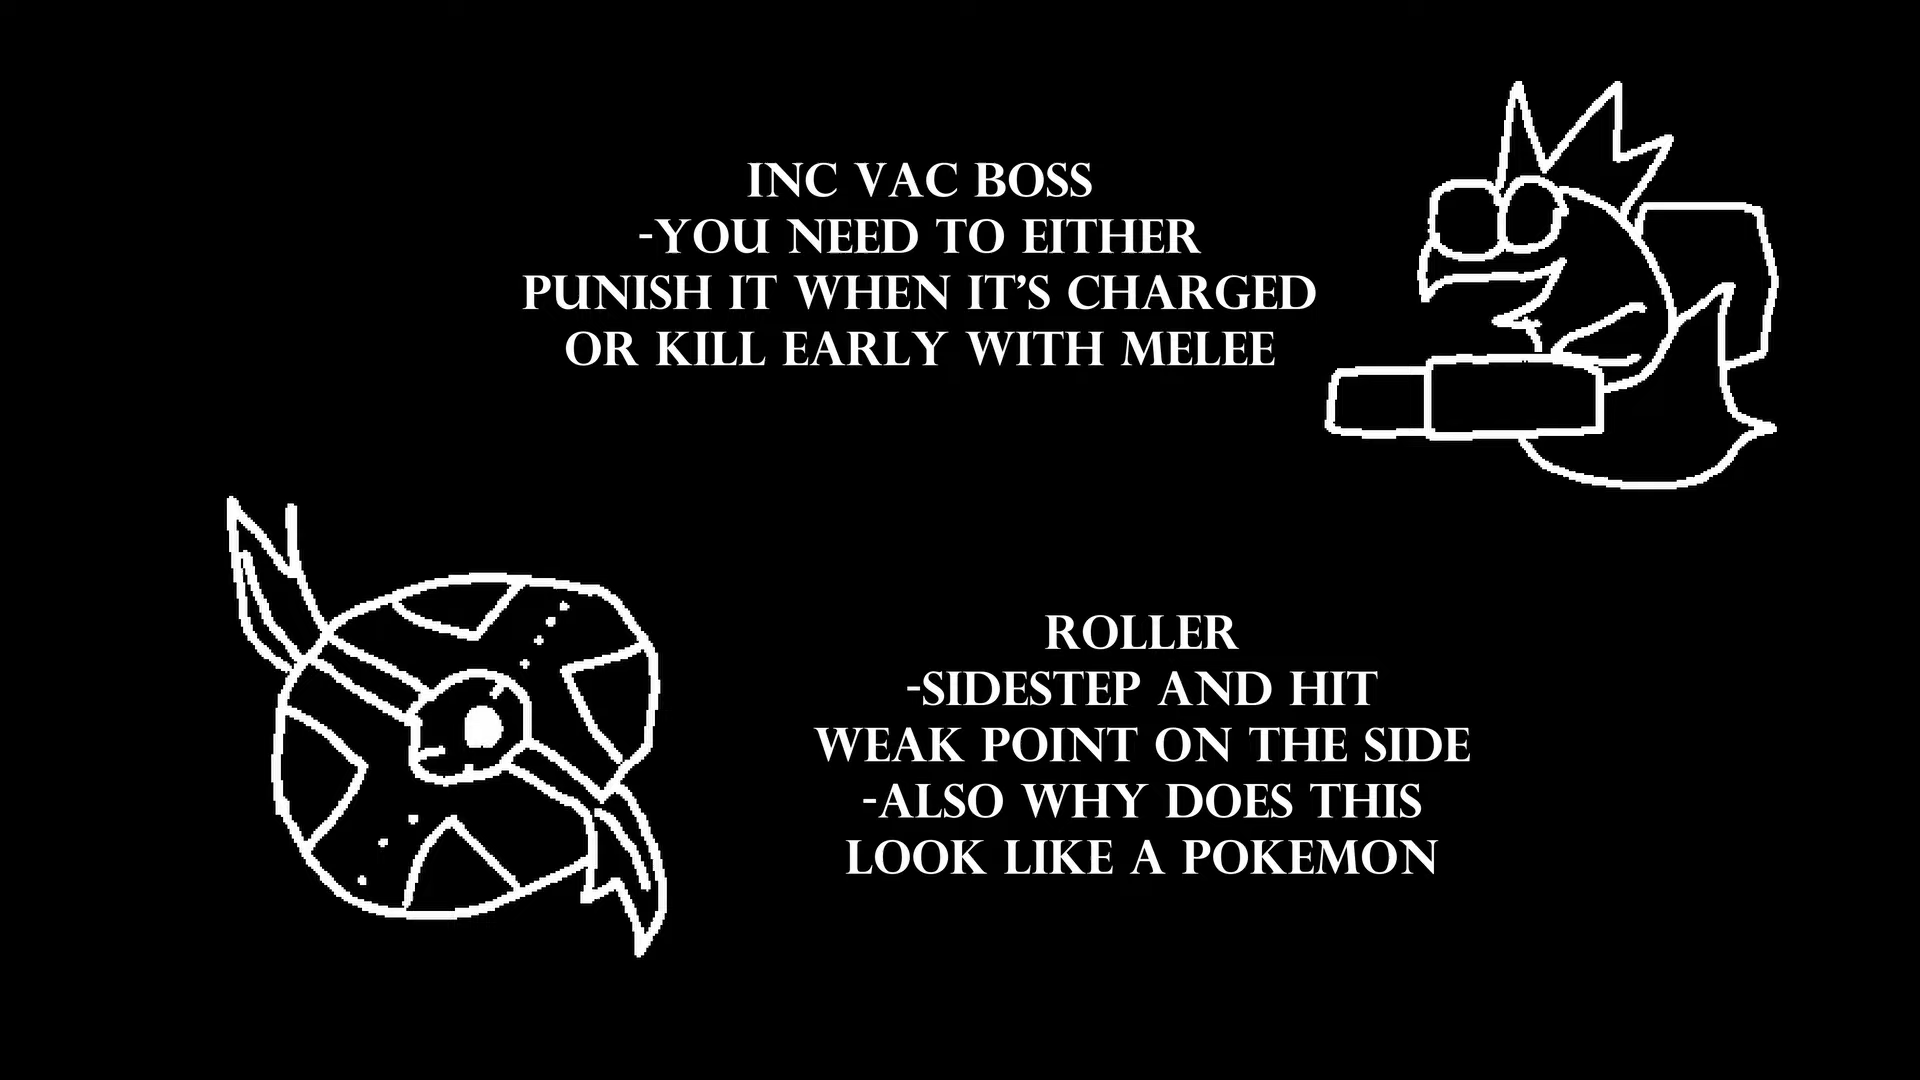 INC VAC BOSS
-YOU NEED TO EITHER
PUNISH IT WHEN IT’S CHARGED
OR KILL EARLY WITH MELEE
ROLLER
-SIDESTEP AND HIT
WEAK POINT ON THE SIDE
-ALSO WHY DOES THIS
LOOK LIKE A POKEMON